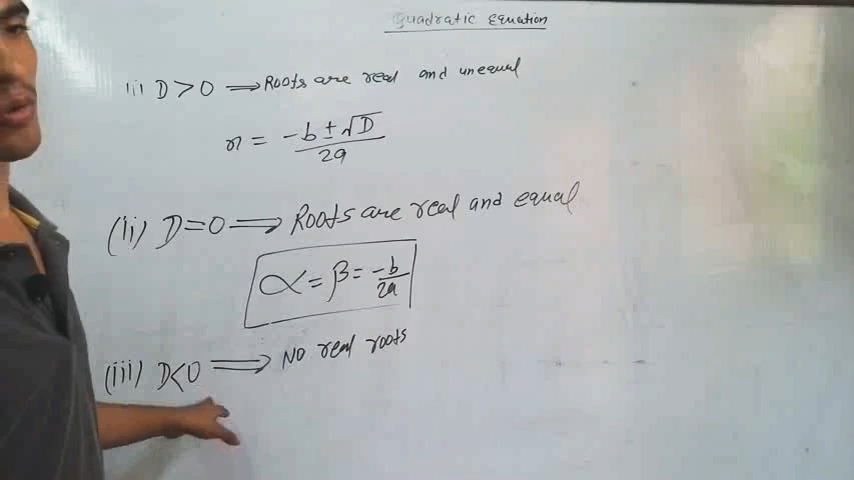 Quadratic Equation
(i) D > 0 ⟹ Roots are real and unequal
x = -b ± √D / 2a
(ii) D = 0 ⟹ Roots are real and equal
α = β = -b / 2a
(iii) D < 0 ⟹ No real roots